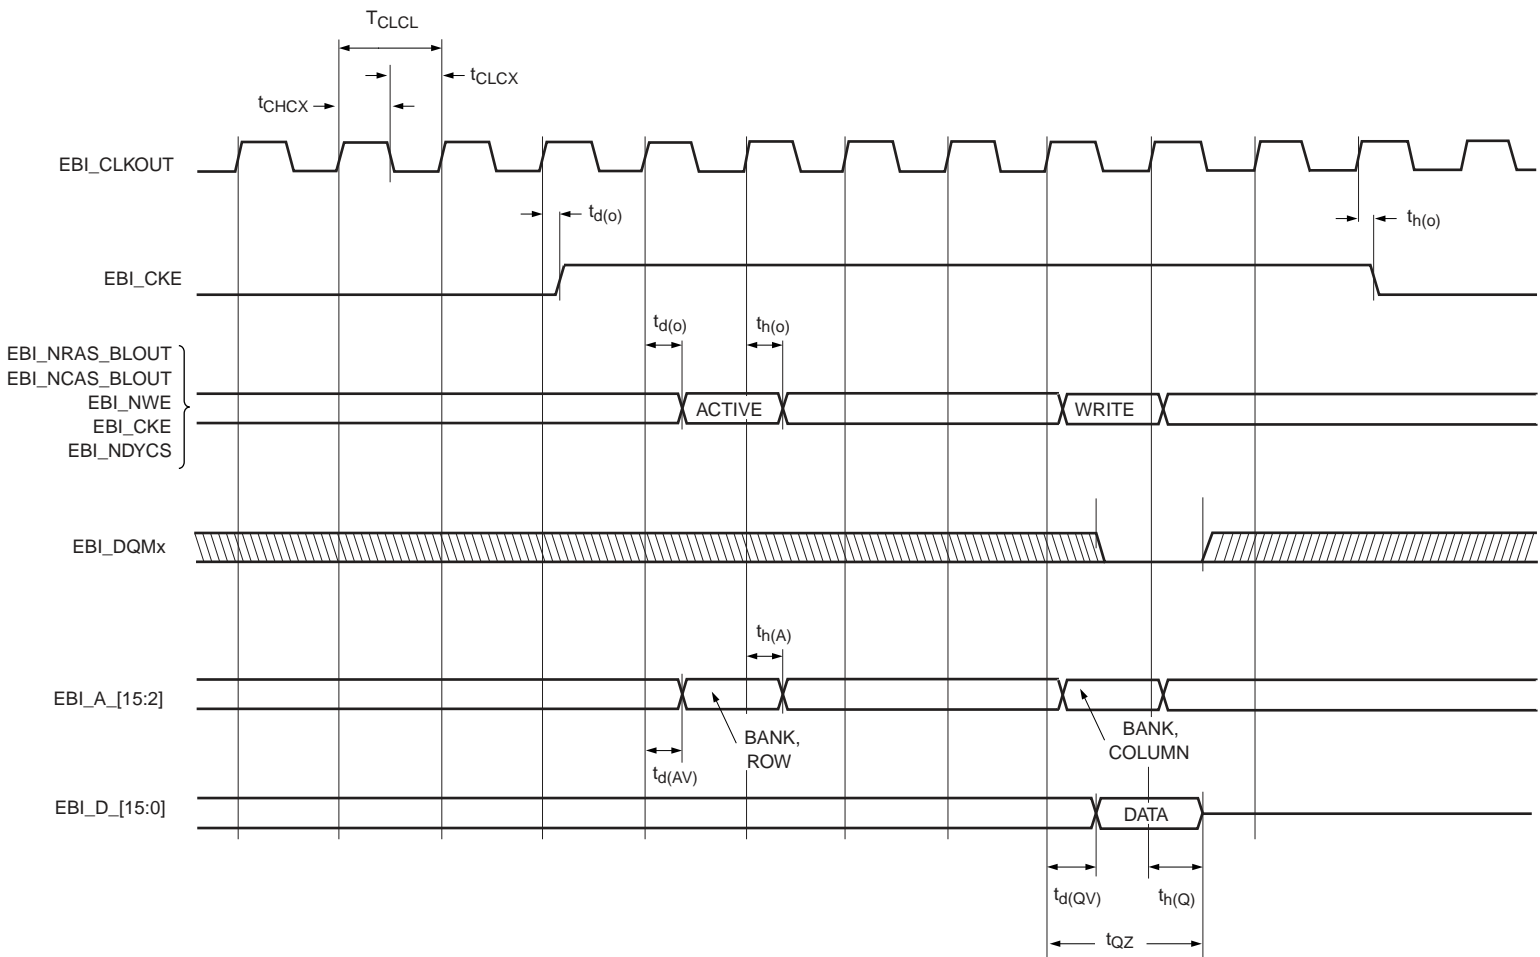 TCLCL
tCLCX
tCHCX
EBI_CLKOUT
td(o)
th(o)
EBI_CKE
td(o)
th(o)
EBI_NRAS_BLOUT
EBI_NCAS_BLOUT
EBI_NWE
EBI_CKE
EBI_NDYCS
ACTIVE
WRITE
EBI_DQMx
th(A)
EBI_A_[15:2]
BANK,
ROW
BANK,
COLUMN
td(AV)
EBI_D_[15:0]
DATA
td(QV)
th(Q)
tQZ